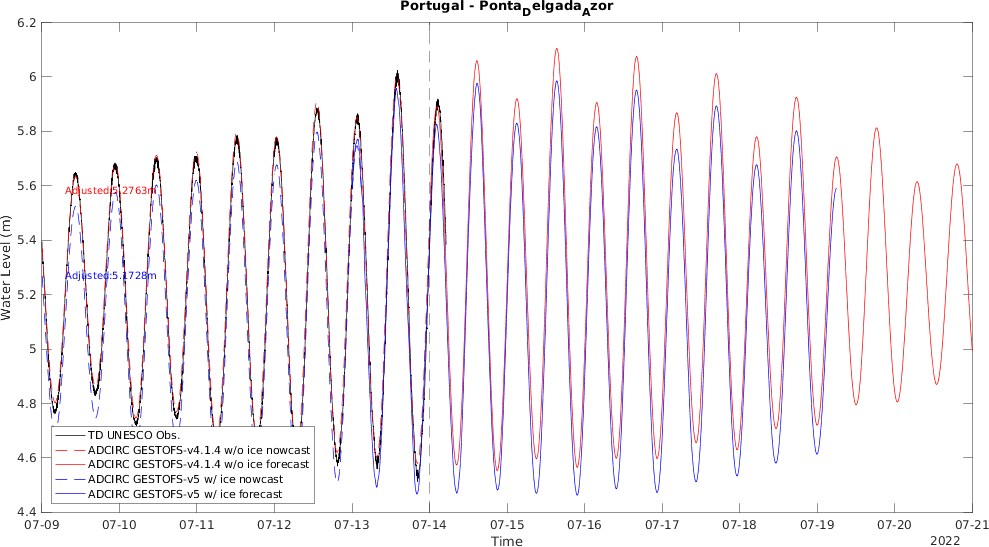 Portugal - PontaDelgadaAzor
6.2
6
5.8
5.6
5.4
5.2
5
4.8
4.6
4.4
Water Level (m)
Adjusted:5.2763m
Adjusted:5.1728m
TD UNESCO Obs.
ADCIRC GESTOFS-v4.1.4 w/o ice nowcast
ADCIRC GESTOFS-v4.1.4 w/o ice forecast
ADCIRC GESTOFS-v5 w/ ice nowcast
ADCIRC GESTOFS-v5 w/ ice forecast
07-09 07-10 07-11 07-12 07-13 07-14 07-15 07-16 07-17 07-18 07-19 07-20 07-21
Time
2022